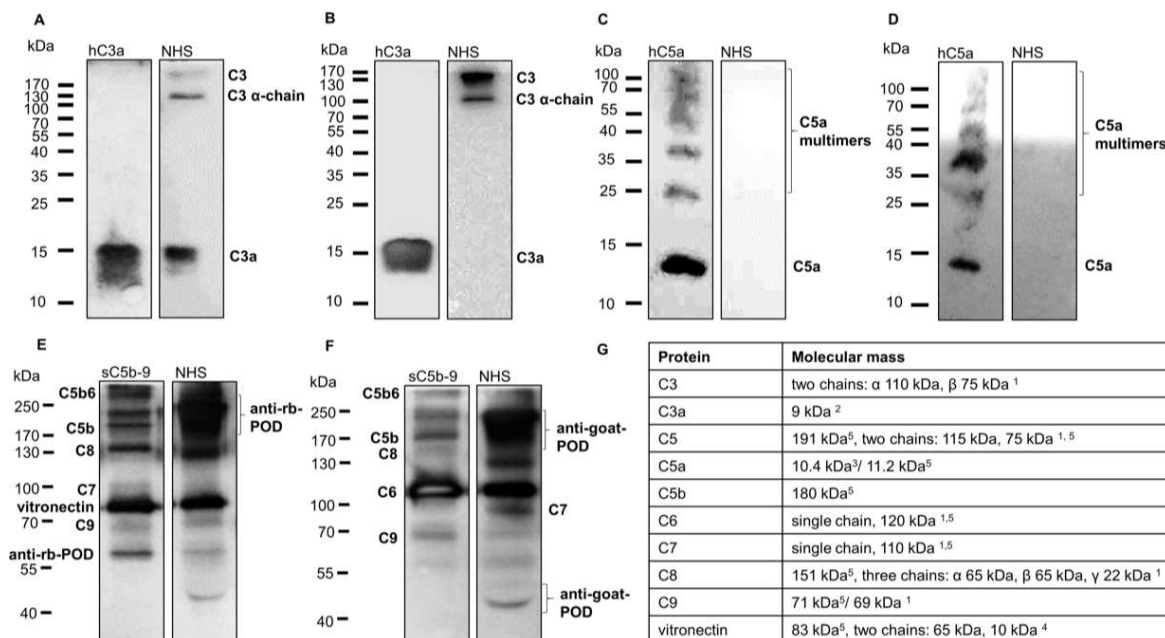 A
kDa
hC3a
NHS
170
130
100
70
55
40
35
25
15
10
C3
C3 α-chain
C3a
B
kDa
hC3a
NHS
170
130
100
70
55
40
35
25
15
10
C3
C3 α-chain
C3a
C
kDa
hC5a
NHS
100
70
55
40
35
25
15
10
C5a
multimers
C5a
D
kDa
hC5a
NHS
100
70
55
40
35
25
15
10
C5a
multimers
C5a
E
kDa
sC5b-9
NHS
250
170
130
100
70
55
40
C5b6
C5b
C8
C7
vitronectin
C9
anti-rb-POD
anti-rb-
POD
F
kDa
sC5b-9
NHS
250
170
130
100
70
55
40
C5b6
C5b
C8
C6
C9
anti-goat-
POD
C7
anti-goat-
POD
G
Protein Molecular mass
C3 two chains: α 110 kDa, β 75 kDa ¹
C3a 9 kDa ²
C5 191 kDa⁵, two chains: 115 kDa, 75 kDa ¹˒ ⁵
C5a 10.4 kDa³/ 11.2 kDa⁵
C5b 180 kDa⁵
C6 single chain, 120 kDa ¹˒⁵
C7 single chain, 110 kDa ¹˒⁵
C8 151 kDa⁵, three chains: α 65 kDa, β 65 kDa, γ 22 kDa ¹
C9 71 kDa⁵/ 69 kDa ¹
vitronectin 83 kDa⁵, two chains: 65 kDa, 10 kDa ⁴